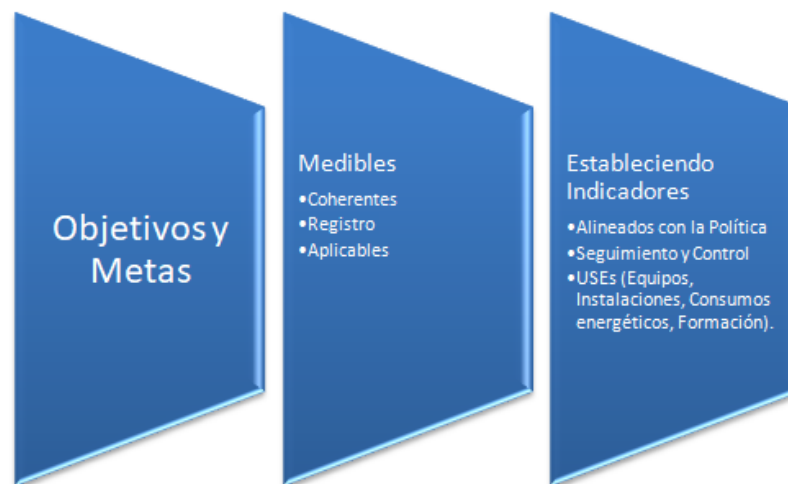 Objetivos y
Metas
Medibles
•Coherentes
•Registro
•Aplicables
Estableciendo
Indicadores
•Alineados con la Política
•Seguimiento y Control
•USEs (Equipos,
Instalaciones, Consumos
energéticos, Formación).